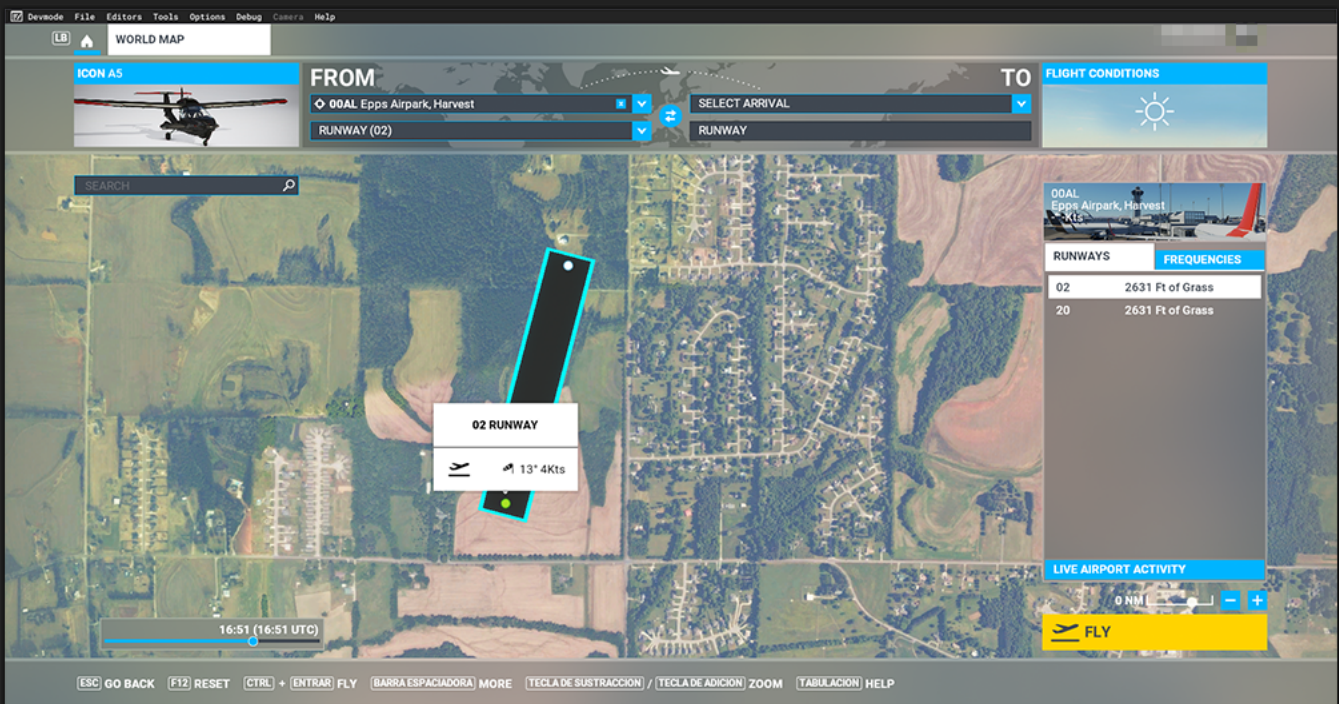 Devmode File Editors Tools Options Debug Camera Help
LB
WORLD MAP
ICON A5
FROM
TO
00AL Epps Airpark, Harvest
RUNWAY (02)
SELECT ARRIVAL
RUNWAY
FLIGHT CONDITIONS
SEARCH
00AL
Epps Airpark, Harvest
Kts
RUNWAYS
FREQUENCIES
02 2631 Ft of Grass
20 2631 Ft of Grass
02 RUNWAY
13° 4Kts
LIVE AIRPORT ACTIVITY
0 NM
FLY
16:51 (16:51 UTC)
ESC GO BACK F12 RESET CTRL + ENTRAR FLY BARRA ESPACIADORA MORE TECLA DE SUSTRACCION / TECLA DE ADICION ZOOM TABULACION HELP